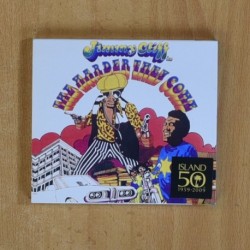 Jimmy Cliff
THE HARDER THEY COME
ISLAND
50
1959-2009